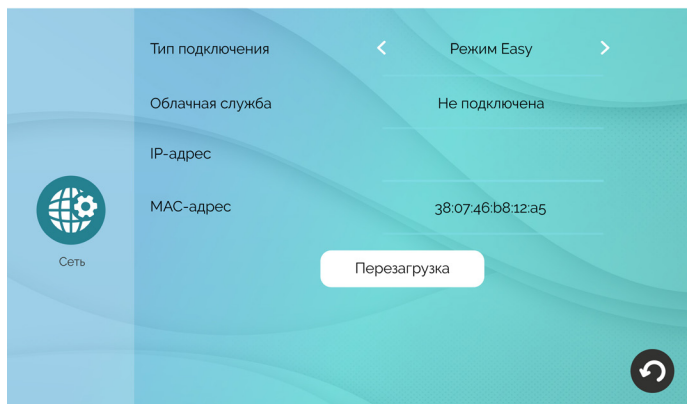 Тип подключения
Режим Easy
Облачная служба
Не подключена
IP-адрес
MAC-адрес
38:07:46:b8:12:a5
Сеть
Перезагрузка